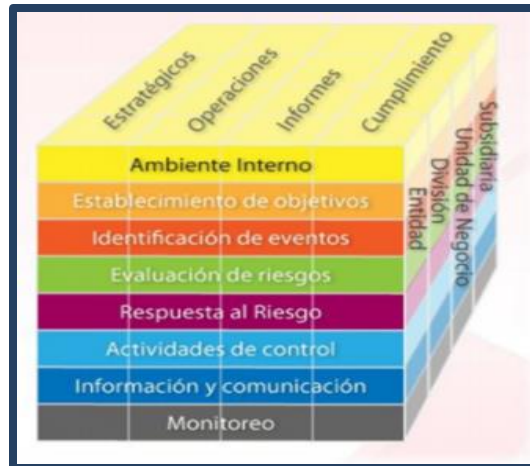 Estratégicos
Operaciones
Informes
Cumplimiento
Ambiente Interno
Establecimiento de objetivos
Identificación de eventos
Evaluación de riesgos
Respuesta al Riesgo
Actividades de control
Información y comunicación
Monitoreo
Entidad
División
Unidad de Negocio
Subsidiaria